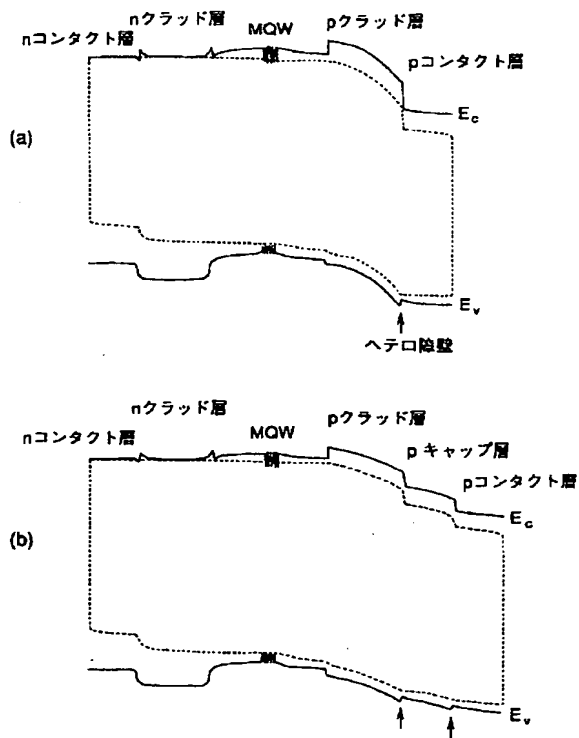 nコンタクト層
nクラッド層
MQW
pクラッド層
pコンタクト層
(a)
Ec
Ev
ヘテロ障壁
nコンタクト層
nクラッド層
MQW
pクラッド層
pキャップ層
pコンタクト層
(b)
Ec
Ev